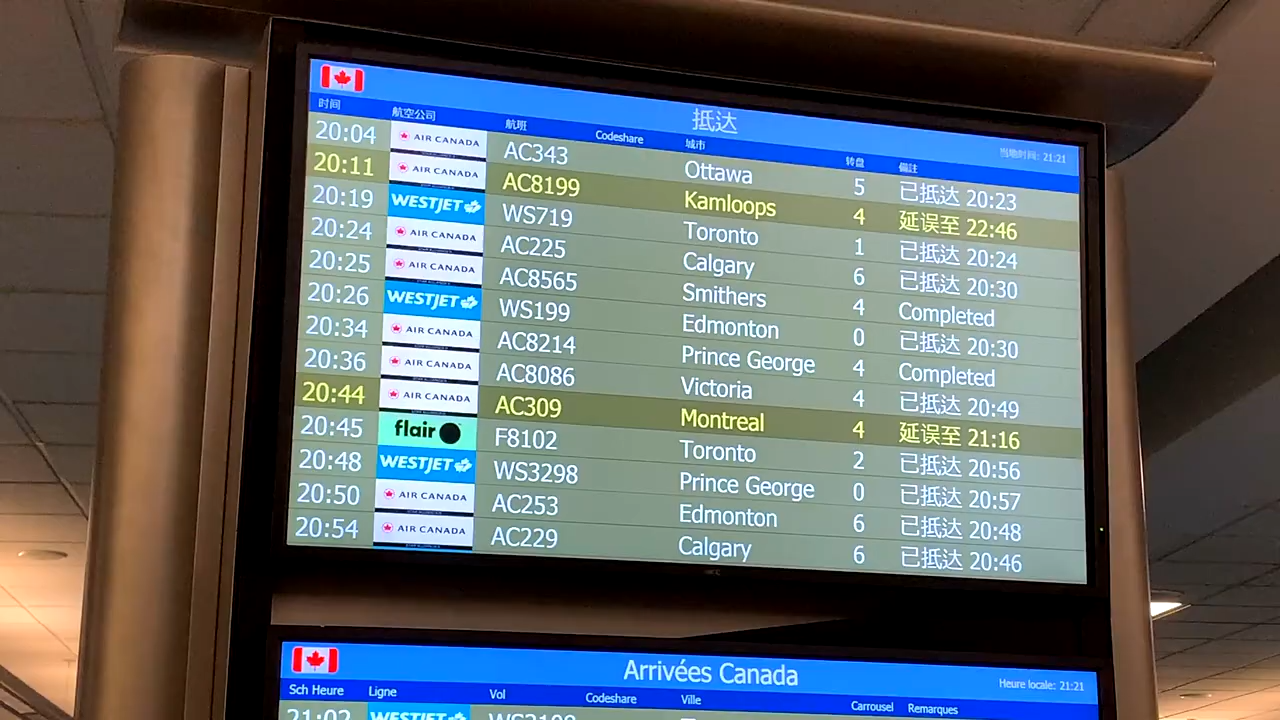 抵达
当地时间: 21:21
时间 航空公司 航班 Codeshare 城市 转盘 備註
20:04 AIR CANADA AC343 Ottawa 5 已抵达 20:23
20:11 AIR CANADA AC8199 Kamloops 4 延误至 22:46
20:19 WESTJET WS719 Toronto 1 已抵达 20:24
20:24 AIR CANADA AC225 Calgary 6 已抵达 20:30
20:25 AIR CANADA AC8565 Smithers 4 Completed
20:26 WESTJET WS199 Edmonton 0 已抵达 20:30
20:34 AIR CANADA AC8214 Prince George 4 Completed
20:36 AIR CANADA AC8086 Victoria 4 已抵达 20:49
20:44 AIR CANADA AC309 Montreal 4 延误至 21:16
20:45 flair F8102 Toronto 2 已抵达 20:56
20:48 WESTJET WS3298 Prince George 0 已抵达 20:57
20:50 AIR CANADA AC253 Edmonton 6 已抵达 20:48
20:54 AIR CANADA AC229 Calgary 6 已抵达 20:46
Arrivées Canada
Heure locale: 21:21
Sch Heure Ligne Vol Codeshare Ville Carrousel Remarques
21:02 WESTJET